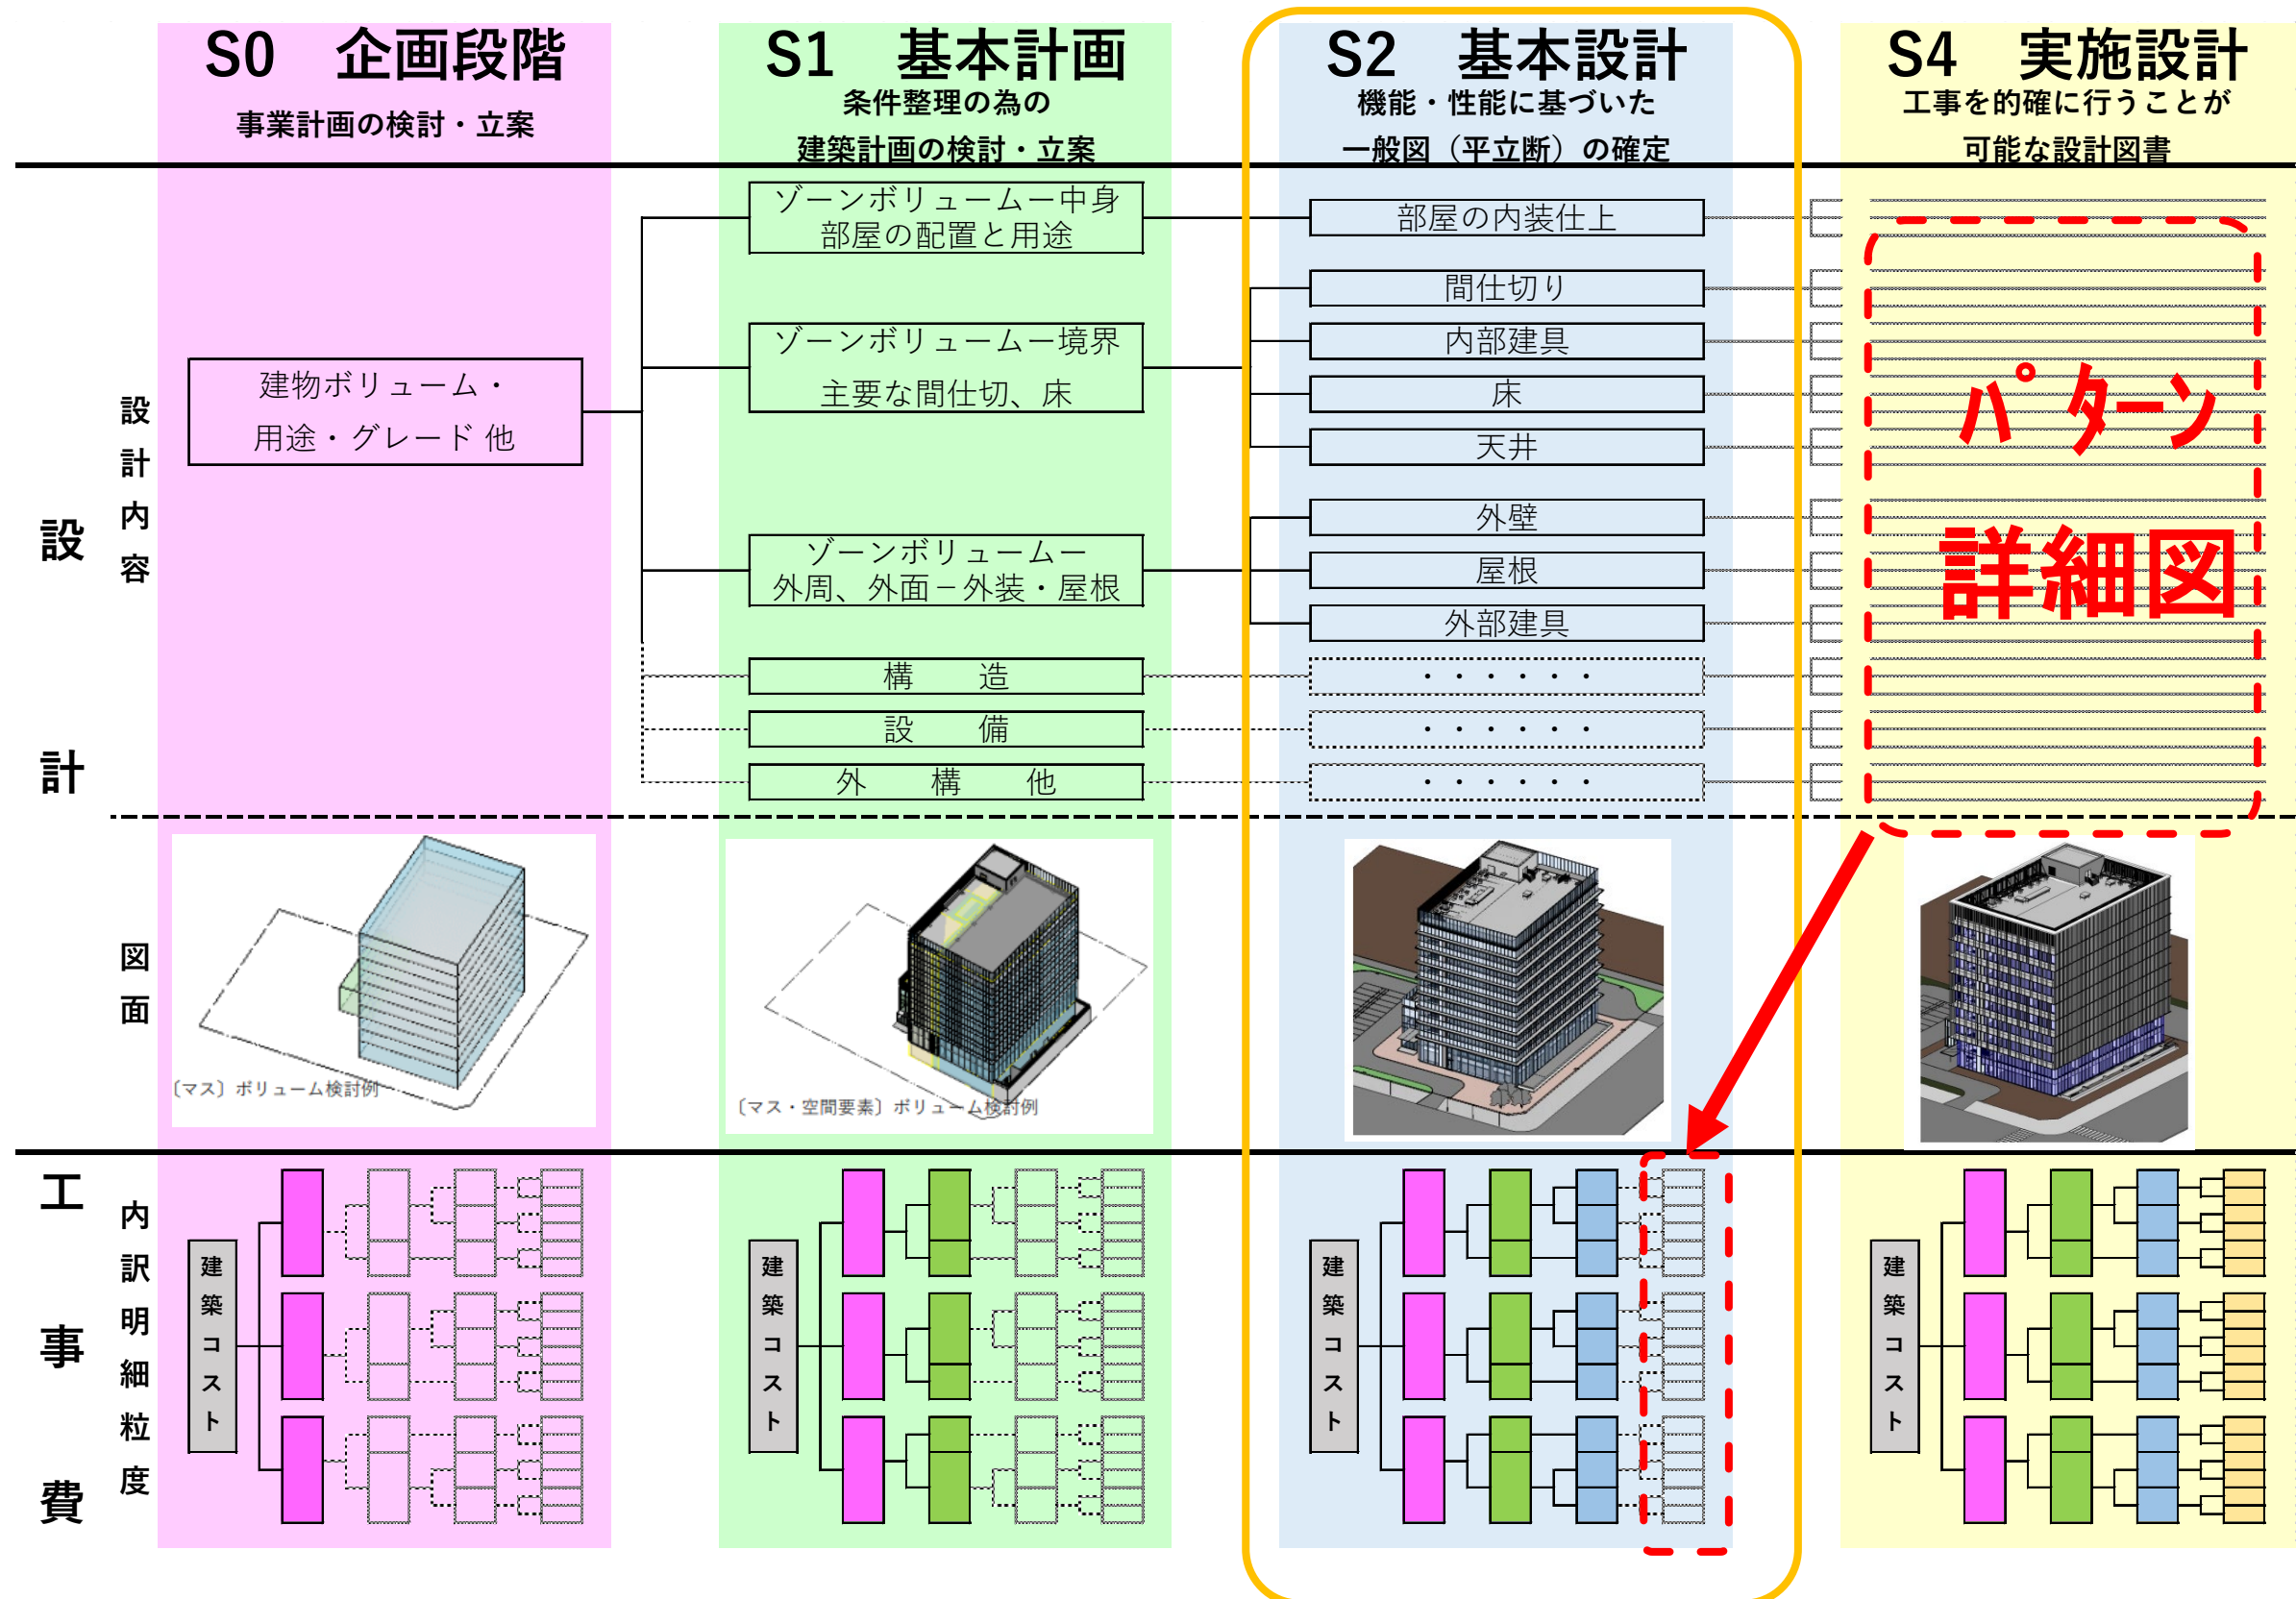 S0　企画段階
事業計画の検討・立案
S1　基本計画
条件整理の為の
建築計画の検討・立案
S2　基本設計
機能・性能に基づいた
一般図（平立断）の確定
S4　実施設計
工事を的確に行うことが
可能な設計図書
設計
設計内容
建物ボリューム・
用途・グレード 他
ゾーンボリュームー中身
部屋の配置と用途
ゾーンボリュームー境界
主要な間仕切、床
ゾーンボリュームー
外周、外面－外装・屋根
構　　造
設　　備
外　構　他
部屋の内装仕上
間仕切り
内部建具
床
天井
外壁
屋根
外部建具
・・・・・・
・・・・・・
・・・・・・
ﾊﾟﾀｰﾝ
詳細図
図面
〔マス〕ボリューム検討例
〔マス・空間要素〕ボリューム検討例
工事費
内訳明細粒度
建築コスト
建築コスト
建築コスト
建築コスト